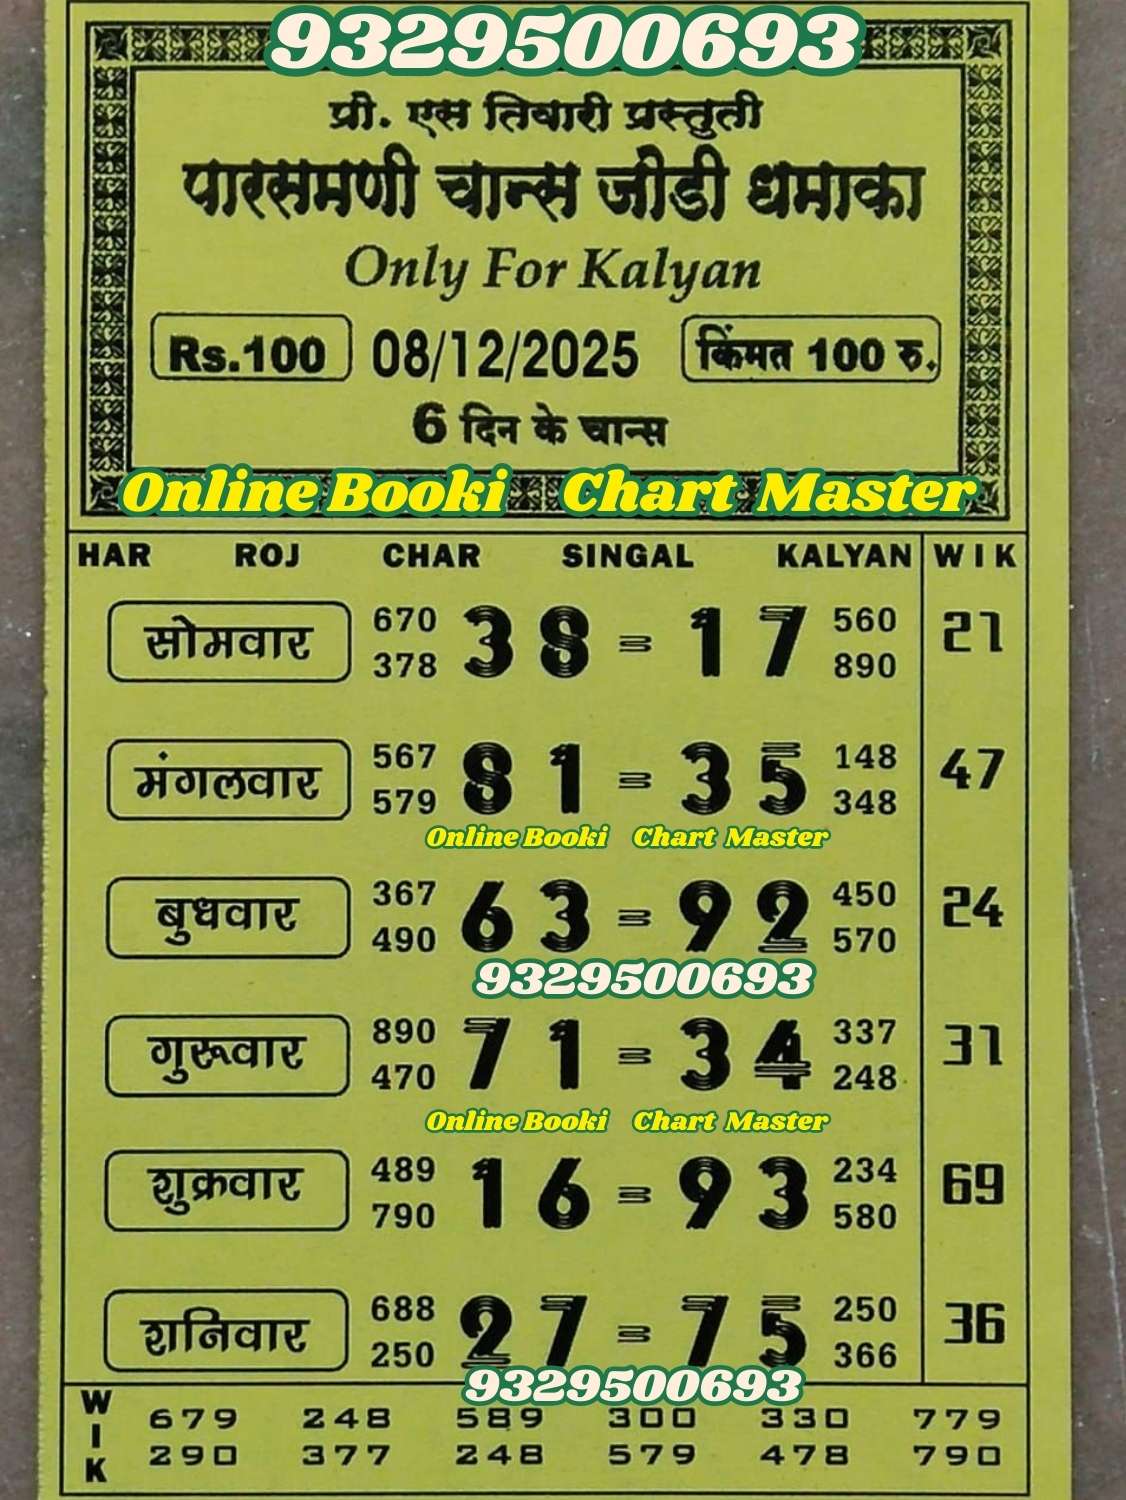 9329500693
प्री. एस तिवारी प्रस्तुती
पारसमणी चान्स जोडी धमाका
Only For Kalyan
Rs.100 08/12/2025 किंमत 100 रु.
6 दिन के चान्स
Online Booki Chart Master
HAR ROJ CHAR SINGAL KALYAN WIK
सोमवार 670 378 38 = 17 560 890 21
मंगलवार 567 579 81 = 35 148 348 47
Online Booki Chart Master
बुधवार 367 490 63 = 92 450 570 24
9329500693
गुरूवार 890 470 71 = 34 337 248 31
Online Booki Chart Master
शुक्रवार 489 790 16 = 93 234 580 69
शनिवार 688 250 27 = 75 250 366 36
9329500693
WIK 679 248 589 300 330 779
290 377 248 579 478 790